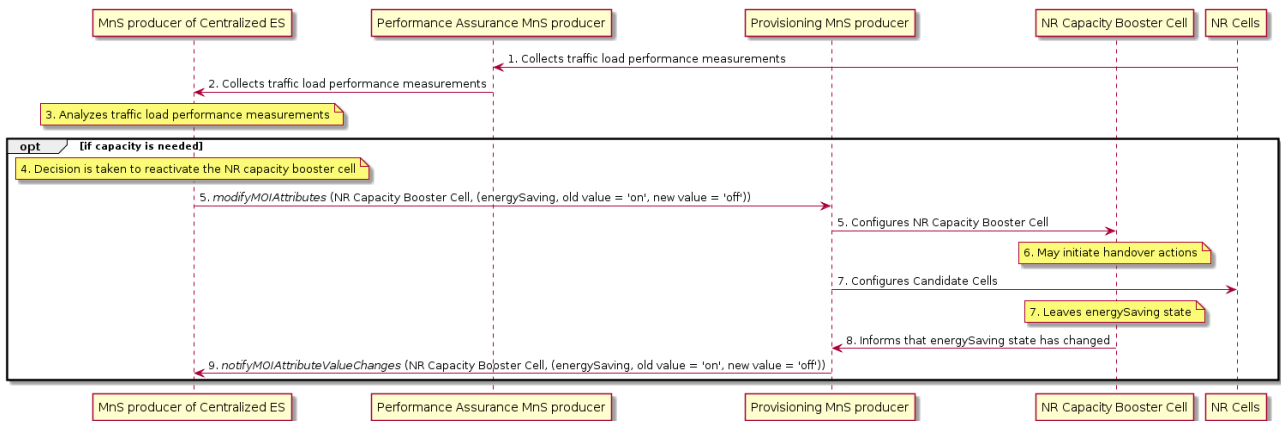 MnS producer of Centralized ES
Performance Assurance MnS producer
Provisioning MnS producer
NR Capacity Booster Cell
NR Cells
1. Collects traffic load performance measurements
2. Collects traffic load performance measurements
3. Analyzes traffic load performance measurements
opt [if capacity is needed]
4. Decision is taken to reactivate the NR capacity booster cell
5. modifyMOIAttributes (NR Capacity Booster Cell, (energySaving, old value = 'on', new value = 'off'))
5. Configures NR Capacity Booster Cell
6. May initiate handover actions
7. Configures Candidate Cells
7. Leaves energySaving state
8. Informs that energySaving state has changed
9. notifyMOIAttributeValueChanges (NR Capacity Booster Cell, (energySaving, old value = 'on', new value = 'off'))
MnS producer of Centralized ES
Performance Assurance MnS producer
Provisioning MnS producer
NR Capacity Booster Cell
NR Cells